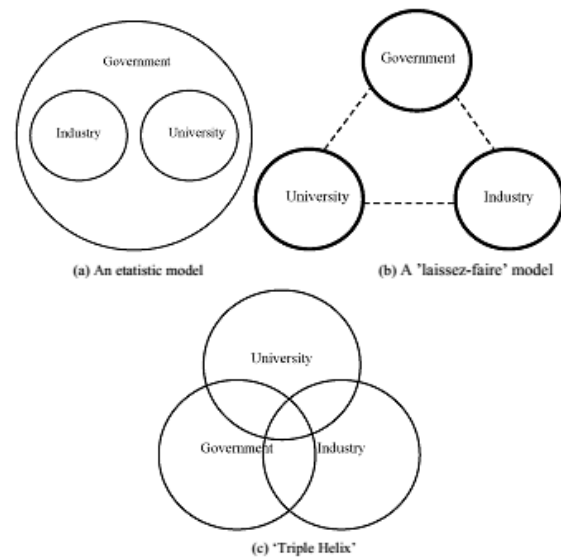 Government
Industry
University
(a) An etatistic model
Government
University
Industry
(b) A 'laissez-faire' model
University
Government
Industry
(c) 'Triple Helix'